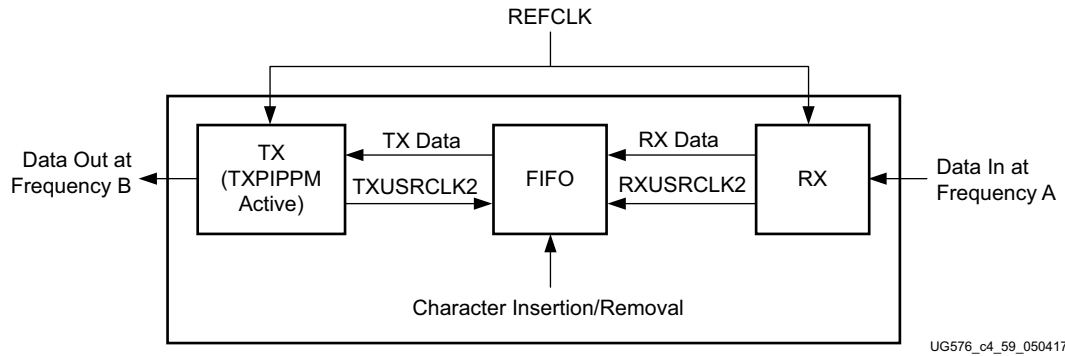 REFCLK
Data Out at
Frequency B
TX
(TXPIPPM
Active)
TX Data
TXUSRCLK2
FIFO
RX Data
RXUSRCLK2
RX
Data In at
Frequency A
Character Insertion/Removal
UG576_c4_59_050417